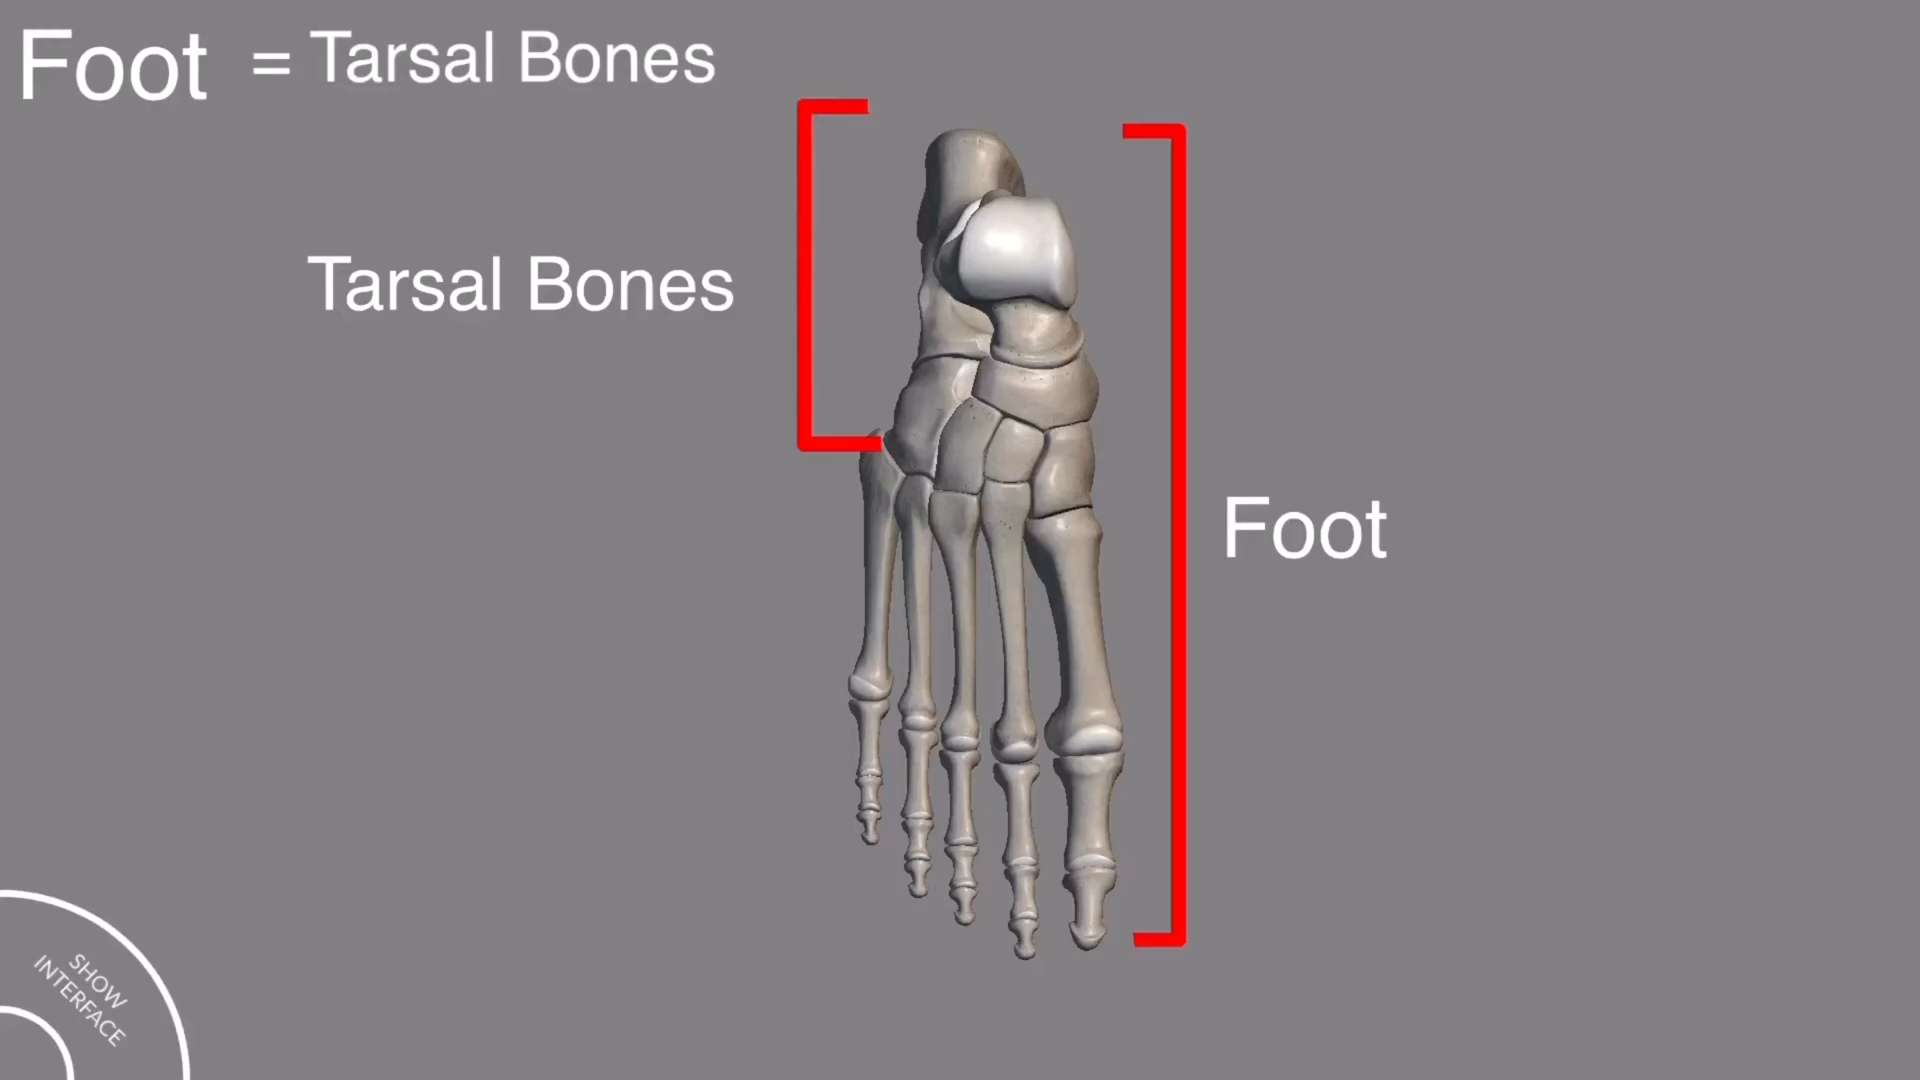 Foot = Tarsal Bones
Tarsal Bones
Foot
SHOW
INTERFACE